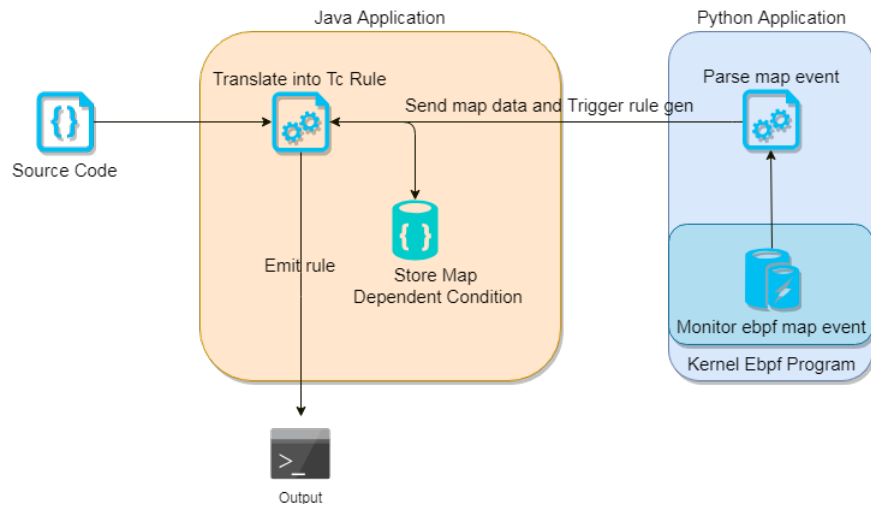 Java Application
Python Application
Translate into Tc Rule
Parse map event
Send map data and Trigger rule gen
{}
Source Code
{ }
Emit rule
Store Map
Dependent Condition
Monitor ebpf map event
Kernel Ebpf Program
>_
Output